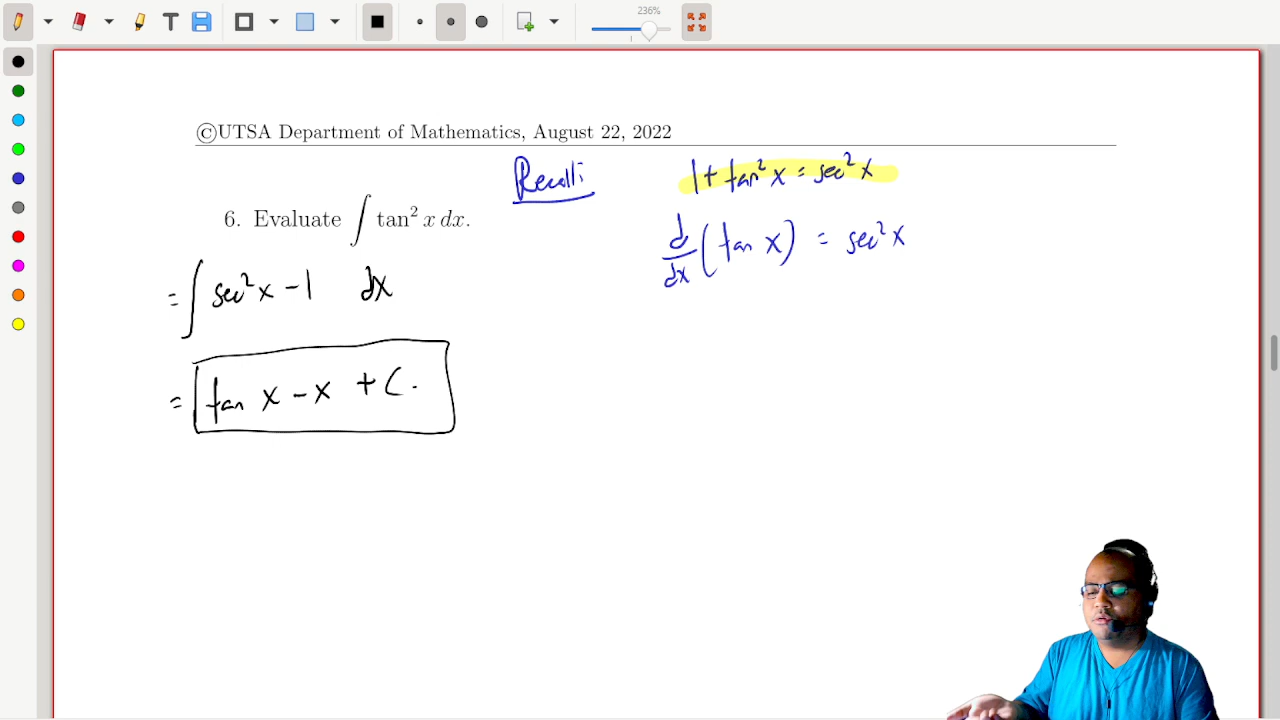 236%
©UTSA Department of Mathematics, August 22, 2022
Recall: 1 + tan² x = sec² x
6. Evaluate ∫ tan² x dx.
d/dx (tan x) = sec² x
= ∫ sec² x − 1 dx
= tan x − x + C.